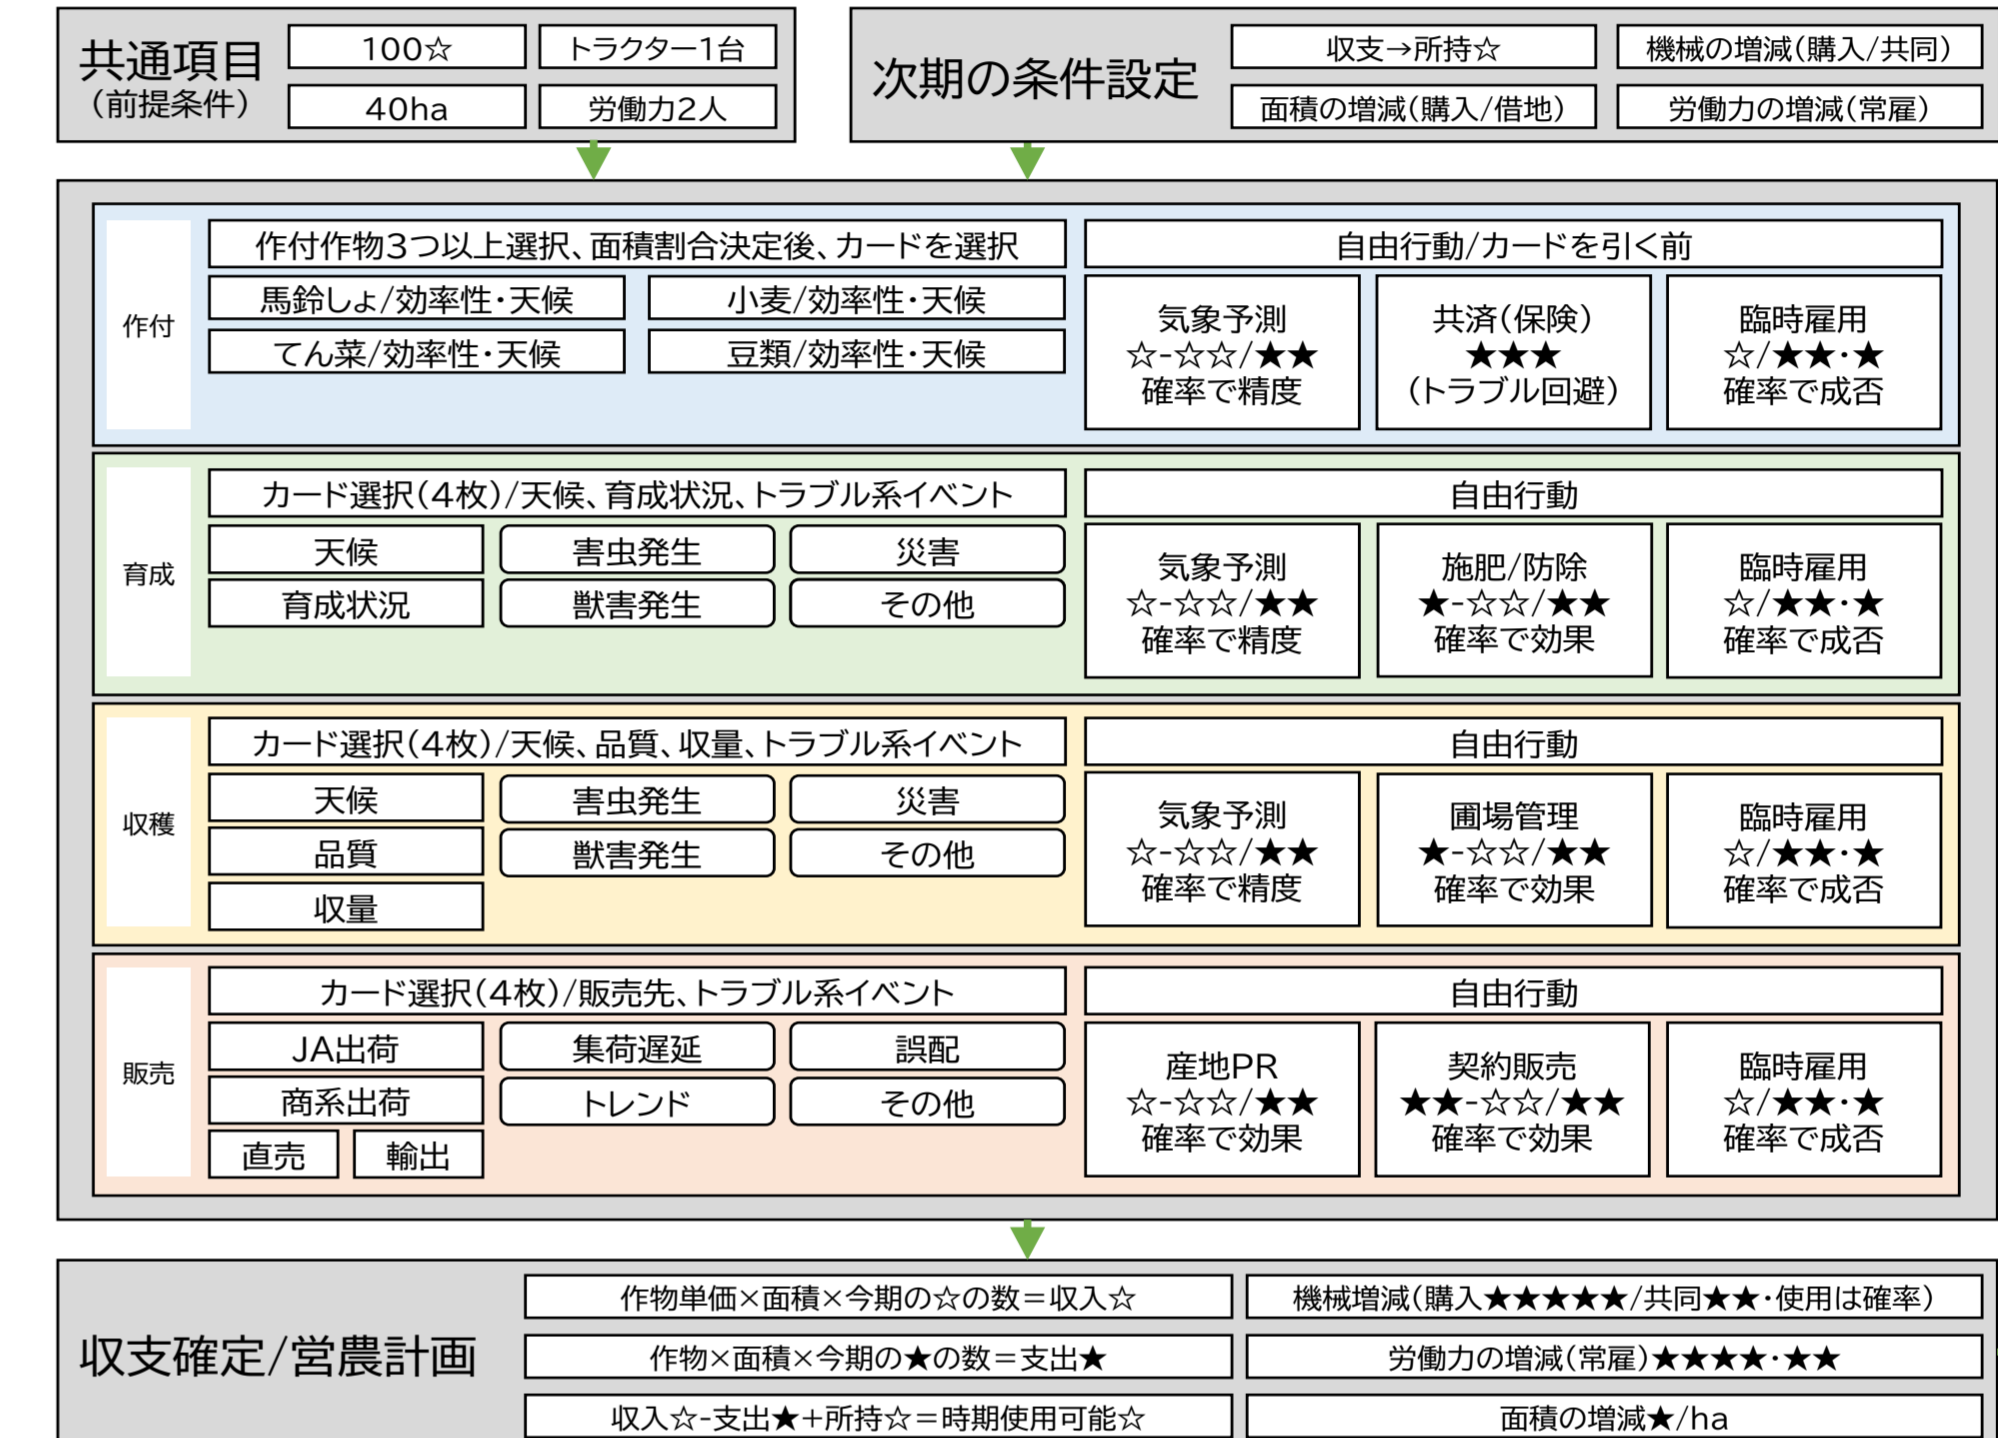 共通項目
（前提条件）
100☆
トラクター1台
40ha
労働力2人
次期の条件設定
収支→所持☆
機械の増減（購入/共同）
面積の増減（購入/借地）
労働力の増減（常雇）
作付
作付作物3つ以上選択、面積割合決定後、カードを選択
馬鈴しょ/効率性・天候
小麦/効率性・天候
てん菜/効率性・天候
豆類/効率性・天候
自由行動/カードを引く前
気象予測
☆-☆☆/★★
確率で精度
共済（保険）
★★★
（トラブル回避）
臨時雇用
☆/★★・★
確率で成否
育成
カード選択（4枚）/天候、育成状況、トラブル系イベント
天候
害虫発生
災害
育成状況
獣害発生
その他
自由行動
気象予測
☆-☆☆/★★
確率で精度
施肥/防除
★-☆☆/★★
確率で効果
臨時雇用
☆/★★・★
確率で成否
収穫
カード選択（4枚）/天候、品質、収量、トラブル系イベント
天候
害虫発生
災害
品質
獣害発生
その他
収量
自由行動
気象予測
☆-☆☆/★★
確率で精度
圃場管理
★-☆☆/★★
確率で効果
臨時雇用
☆/★★・★
確率で成否
販売
カード選択（4枚）/販売先、トラブル系イベント
JA出荷
集荷遅延
誤配
商系出荷
トレンド
その他
直売
輸出
自由行動
産地PR
☆-☆☆/★★
確率で効果
契約販売
★★-☆☆/★★
確率で効果
臨時雇用
☆/★★・★
確率で成否
収支確定/営農計画
作物単価×面積×今期の☆の数＝収入☆
機械増減（購入★★★★★/共同★★・使用は確率）
作物×面積×今期の★の数＝支出★
労働力の増減（常雇）★★★★・★★
収入☆-支出★+所持☆＝時期使用可能☆
面積の増減★/ha